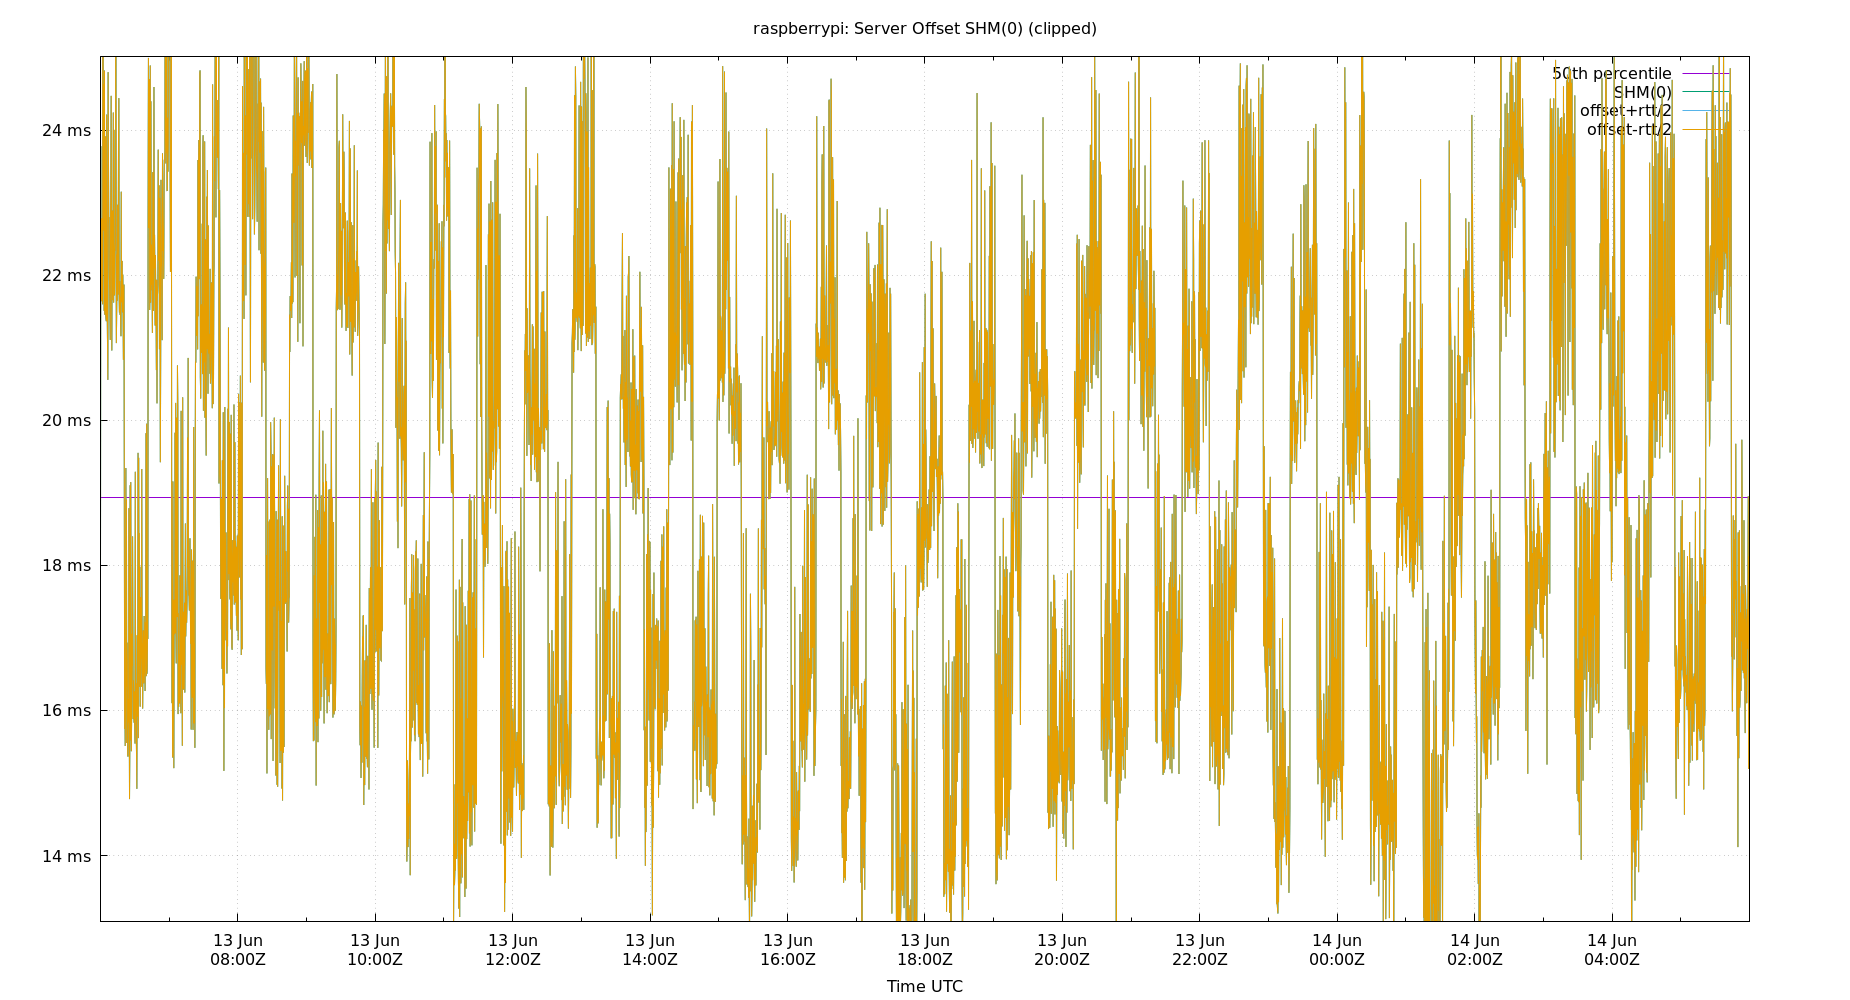 raspberrypi: Server Offset SHM(0) (clipped)
50th percentile
SHM(0)
offset+rtt/2
offset-rtt/2
24 ms
22 ms
20 ms
18 ms
16 ms
14 ms
13 Jun 13 Jun 13 Jun 13 Jun 13 Jun 13 Jun 13 Jun 13 Jun 14 Jun 14 Jun 14 Jun
08:00Z 10:00Z 12:00Z 14:00Z 16:00Z 18:00Z 20:00Z 22:00Z 00:00Z 02:00Z 04:00Z
Time UTC